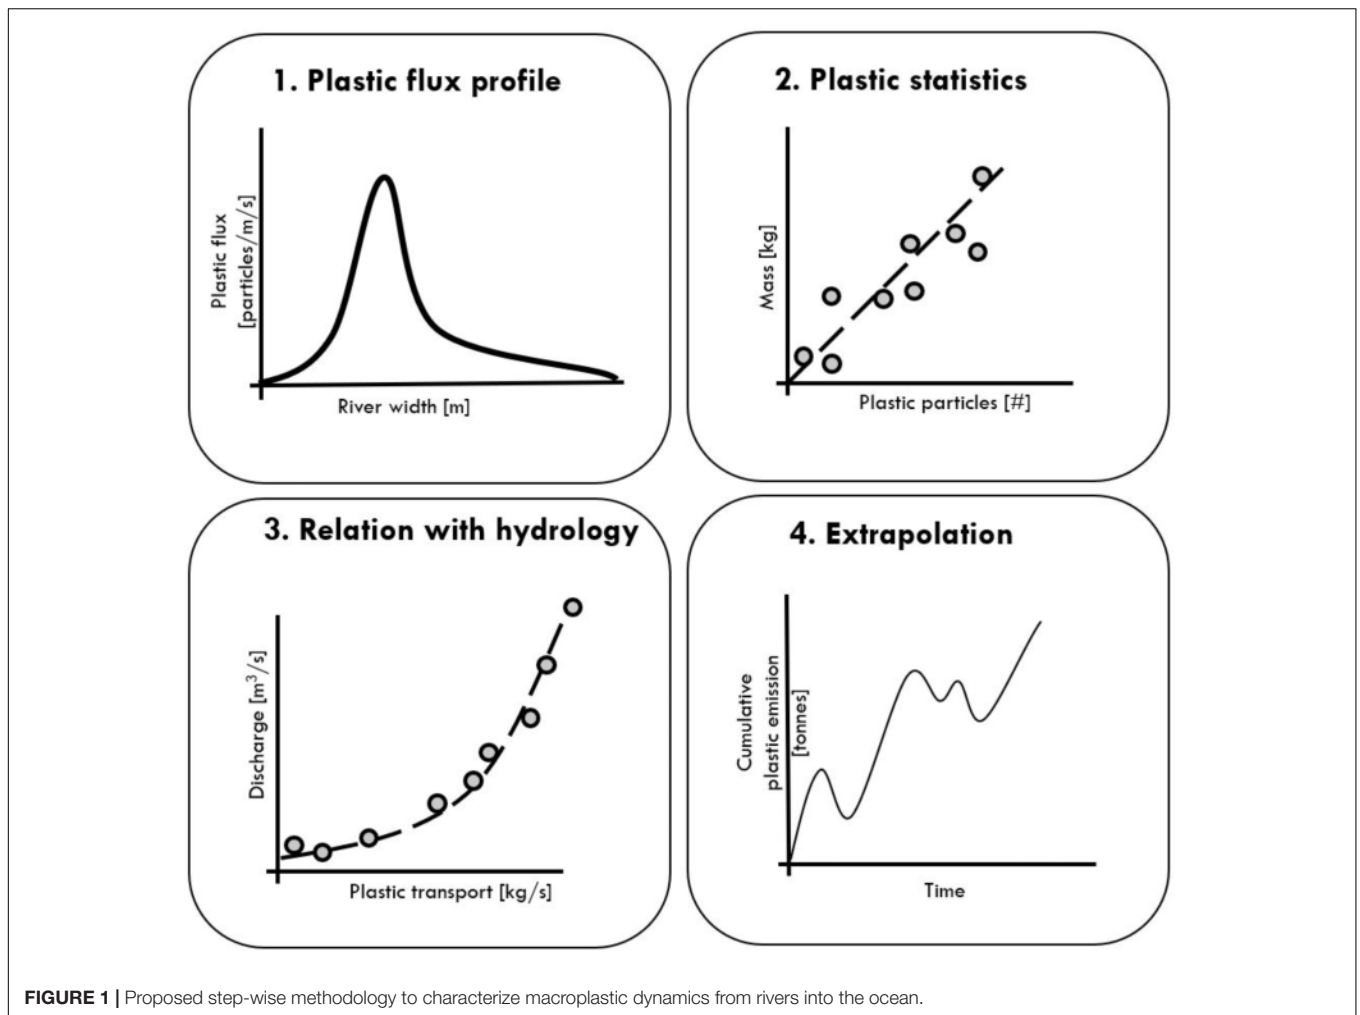 1. Plastic flux profile
Plastic flux
[particles/m/s]
River width [m]
2. Plastic statistics
Mass [kg]
Plastic particles [#]
3. Relation with hydrology
Discharge [m³/s]
Plastic transport [kg/s]
4. Extrapolation
Cumulative
plastic emission
[tonnes]
Time
FIGURE 1 | Proposed step-wise methodology to characterize macroplastic dynamics from rivers into the ocean.